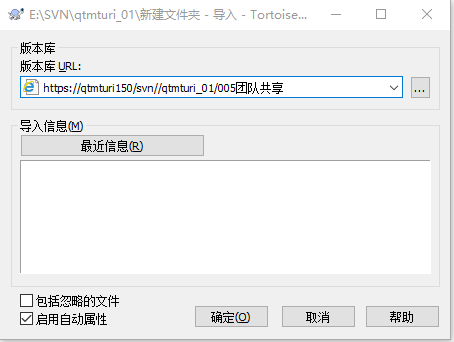 E:\SVN\qtmturi_01\新建文件夹 - 导入 - Tortoise...
版本库
版本库 URL:
https://qtmturi150/svn//qtmturi_01/005团队共享
...
导入信息(M)
最近信息(R)
包括忽略的文件
启用自动属性
确定(O)
取消
帮助